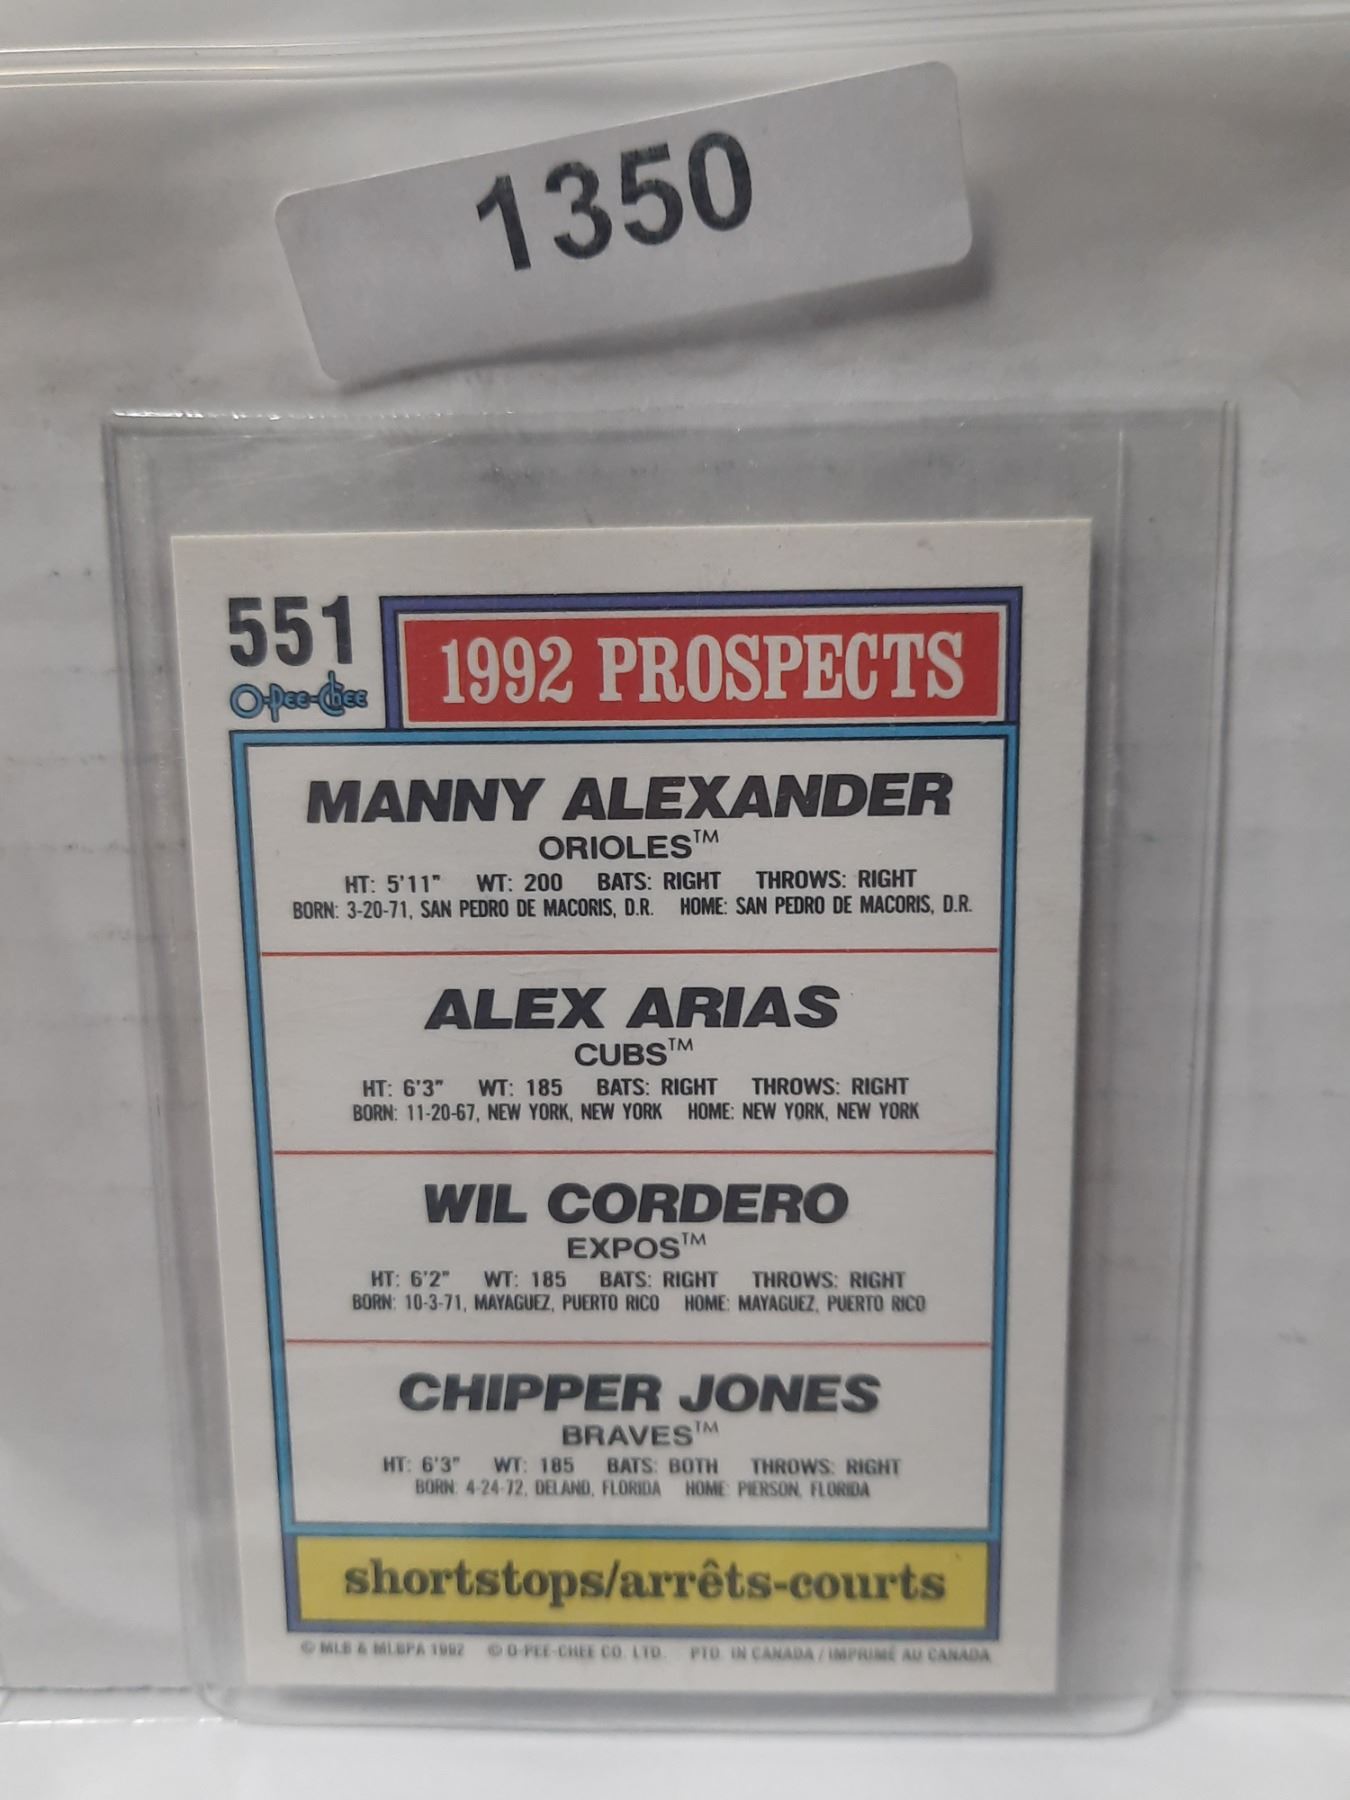 1350
551
O-Pee-Chee
1992 PROSPECTS
MANNY ALEXANDER
ORIOLES™
HT: 5'11" WT: 200 BATS: RIGHT THROWS: RIGHT
BORN: 3-20-71, SAN PEDRO DE MACORIS, D.R. HOME: SAN PEDRO DE MACORIS, D.R.
ALEX ARIAS
CUBS™
HT: 6'3" WT: 185 BATS: RIGHT THROWS: RIGHT
BORN: 11-20-67, NEW YORK, NEW YORK HOME: NEW YORK, NEW YORK
WIL CORDERO
EXPOS™
HT: 6'2" WT: 185 BATS: RIGHT THROWS: RIGHT
BORN: 10-3-71, MAYAGUEZ, PUERTO RICO HOME: MAYAGUEZ, PUERTO RICO
CHIPPER JONES
BRAVES™
HT: 6'3" WT: 185 BATS: BOTH THROWS: RIGHT
BORN: 4-24-72, DELAND, FLORIDA HOME: PIERSON, FLORIDA
shortstops/arrêts-courts
© MLB & MLBPA 1992 © O-PEE-CHEE CO. LTD. PTD. IN CANADA / IMPRIMÉ AU CANADA